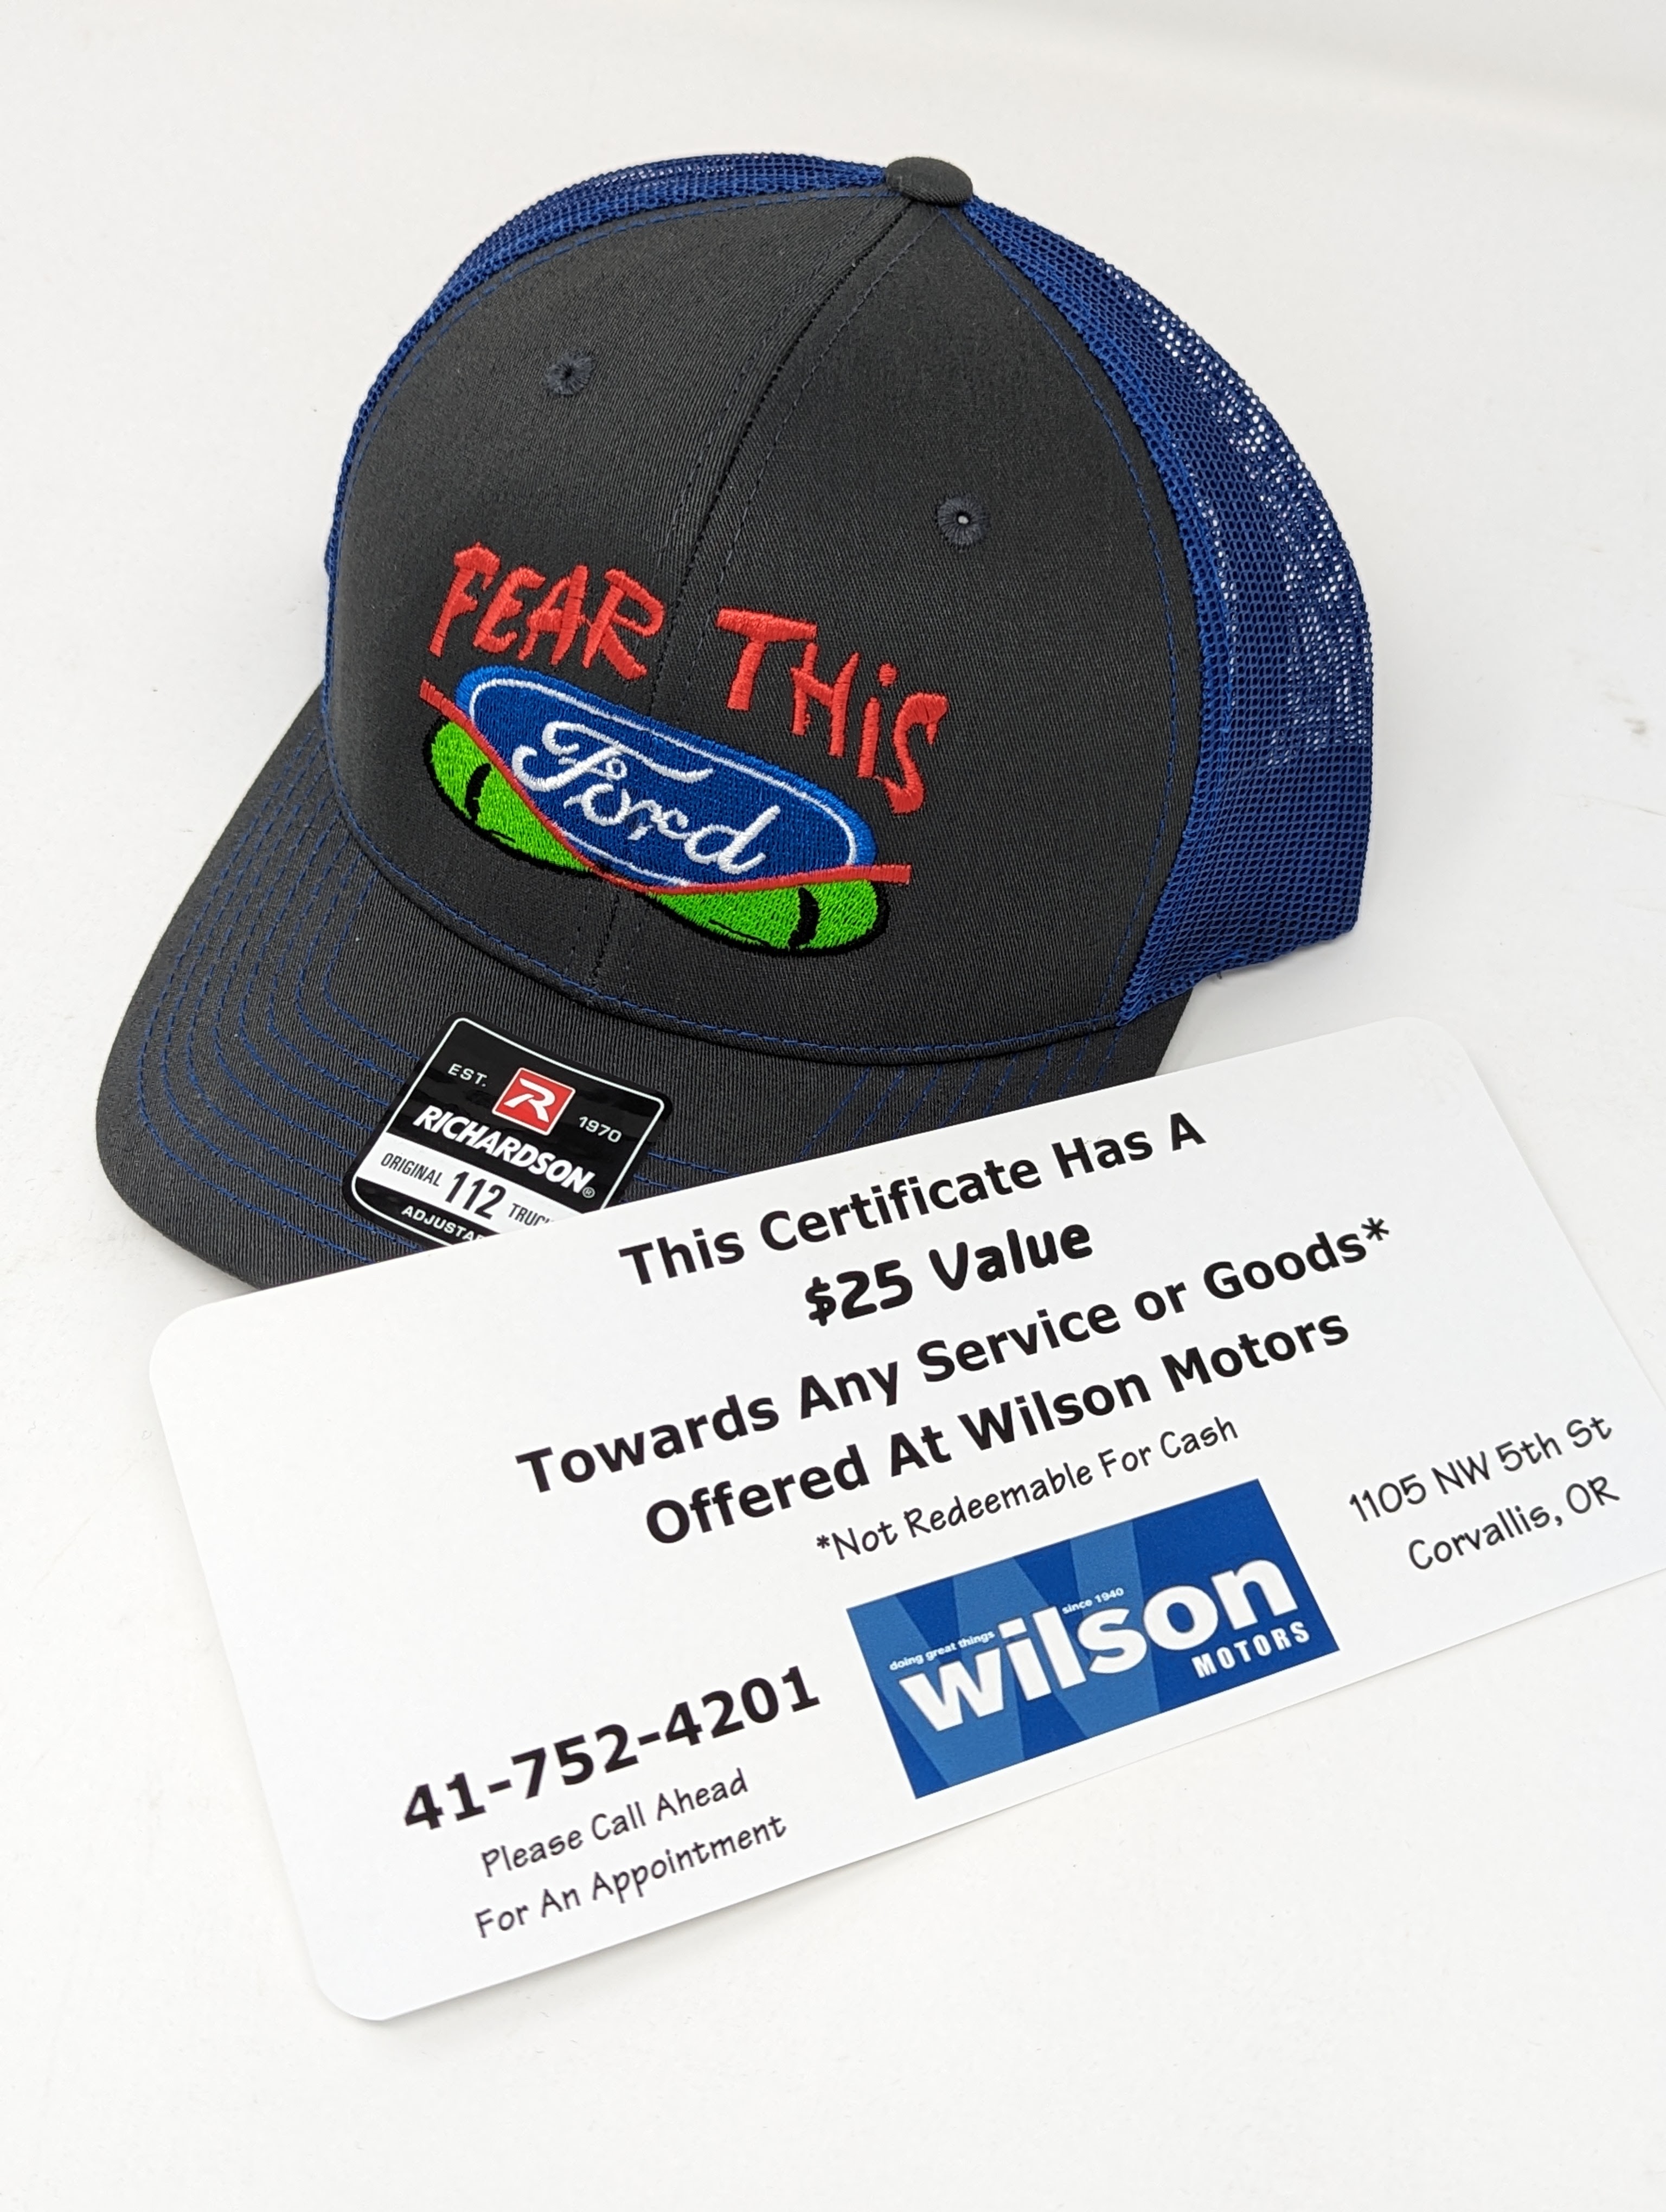 FEAR THiS
Ford
EST. R 1970
RICHARDSON®
ORIGINAL 112
This Certificate Has A
$25 Value
Towards Any Service or Goods*
Offered At Wilson Motors
*Not Redeemable For Cash
1105 NW 5th St
Corvallis, OR
doing great things since 1940
wilson
MOTORS
41-752-4201
Please Call Ahead
For An Appointment